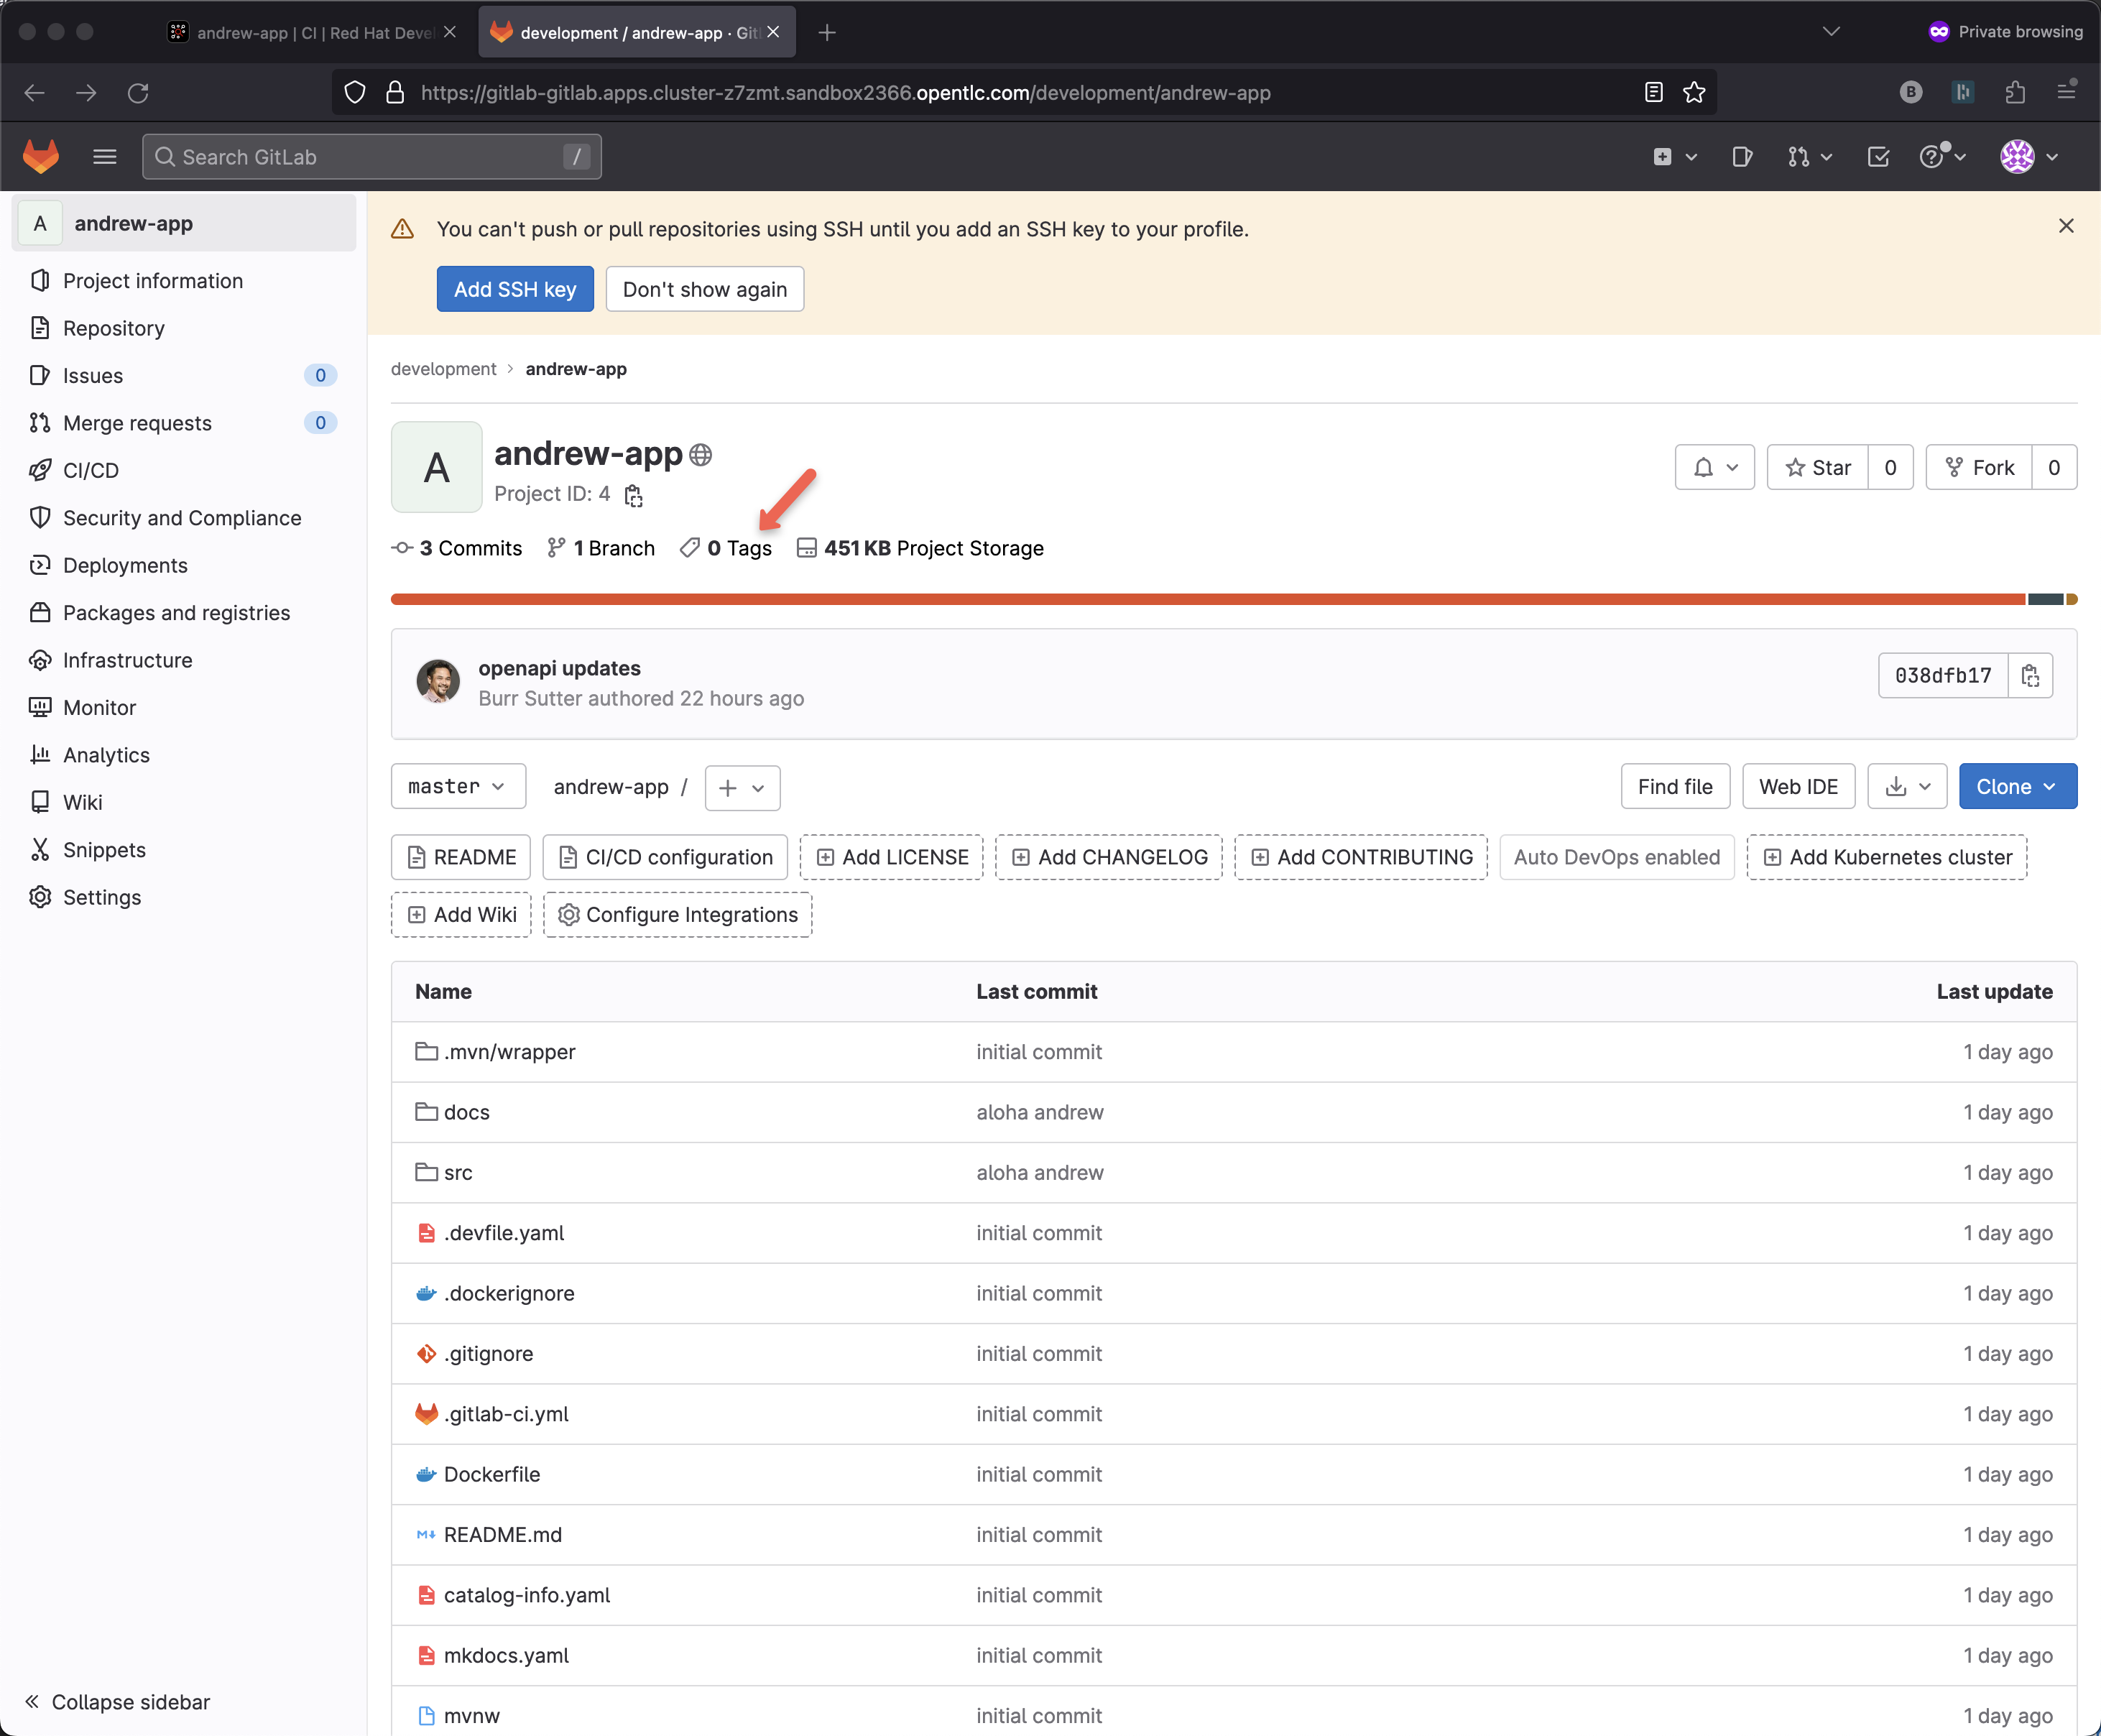 andrew-app | CI | Red Hat Devel
development / andrew-app · Git
Private browsing
https://gitlab-gitlab.apps.cluster-z7zmt.sandbox2366.opentlc.com/development/andrew-app
B
Search GitLab
/
A
andrew-app
Project information
Repository
Issues
0
Merge requests
0
CI/CD
Security and Compliance
Deployments
Packages and registries
Infrastructure
Monitor
Analytics
Wiki
Snippets
Settings
Collapse sidebar
You can't push or pull repositories using SSH until you add an SSH key to your profile.
Add SSH key
Don't show again
development › andrew-app
A
andrew-app
Project ID: 4
Star
0
Fork
0
3 Commits
1 Branch
0 Tags
451 KB Project Storage
openapi updates
Burr Sutter authored 22 hours ago
038dfb17
master
andrew-app /
Find file
Web IDE
Clone
README
CI/CD configuration
Add LICENSE
Add CHANGELOG
Add CONTRIBUTING
Auto DevOps enabled
Add Kubernetes cluster
Add Wiki
Configure Integrations
Name Last commit Last update
.mvn/wrapper initial commit 1 day ago
docs aloha andrew 1 day ago
src aloha andrew 1 day ago
.devfile.yaml initial commit 1 day ago
.dockerignore initial commit 1 day ago
.gitignore initial commit 1 day ago
.gitlab-ci.yml initial commit 1 day ago
Dockerfile initial commit 1 day ago
README.md initial commit 1 day ago
catalog-info.yaml initial commit 1 day ago
mkdocs.yaml initial commit 1 day ago
mvnw initial commit 1 day ago